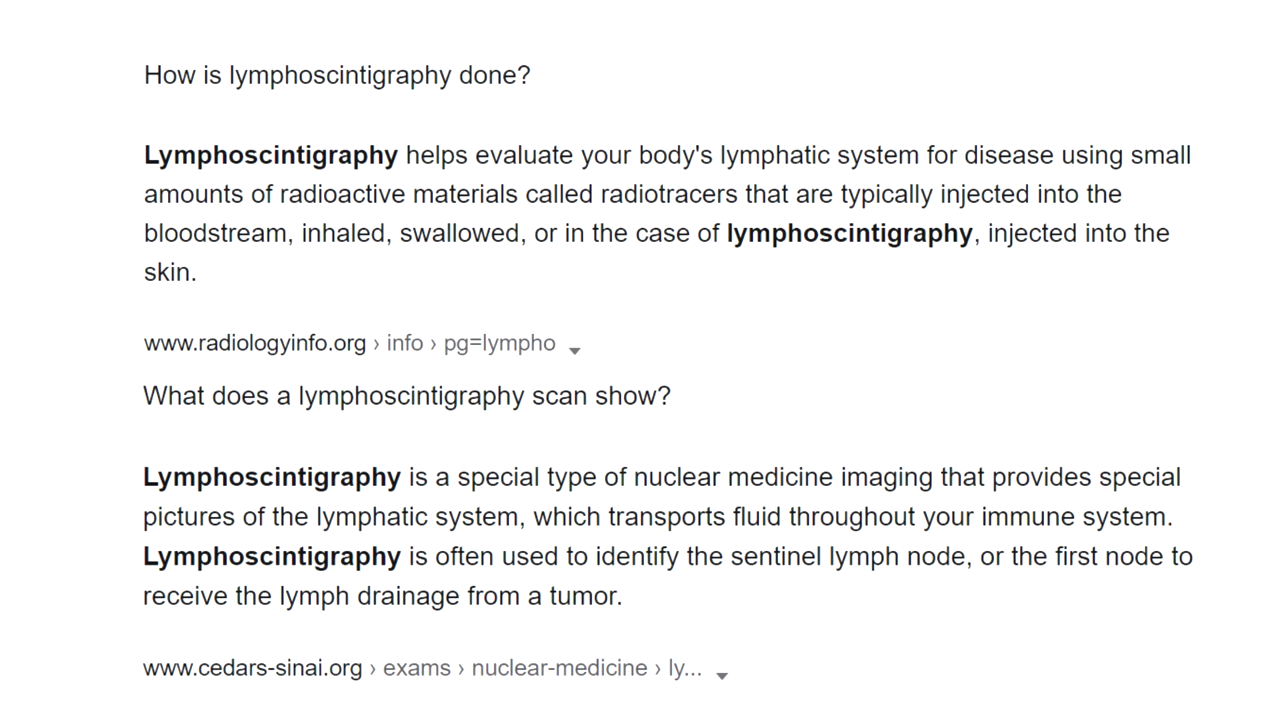 How is lymphoscintigraphy done?
Lymphoscintigraphy helps evaluate your body's lymphatic system for disease using small
amounts of radioactive materials called radiotracers that are typically injected into the
bloodstream, inhaled, swallowed, or in the case of lymphoscintigraphy, injected into the
skin.
www.radiologyinfo.org › info › pg=lympho
What does a lymphoscintigraphy scan show?
Lymphoscintigraphy is a special type of nuclear medicine imaging that provides special
pictures of the lymphatic system, which transports fluid throughout your immune system.
Lymphoscintigraphy is often used to identify the sentinel lymph node, or the first node to
receive the lymph drainage from a tumor.
www.cedars-sinai.org › exams › nuclear-medicine › ly...